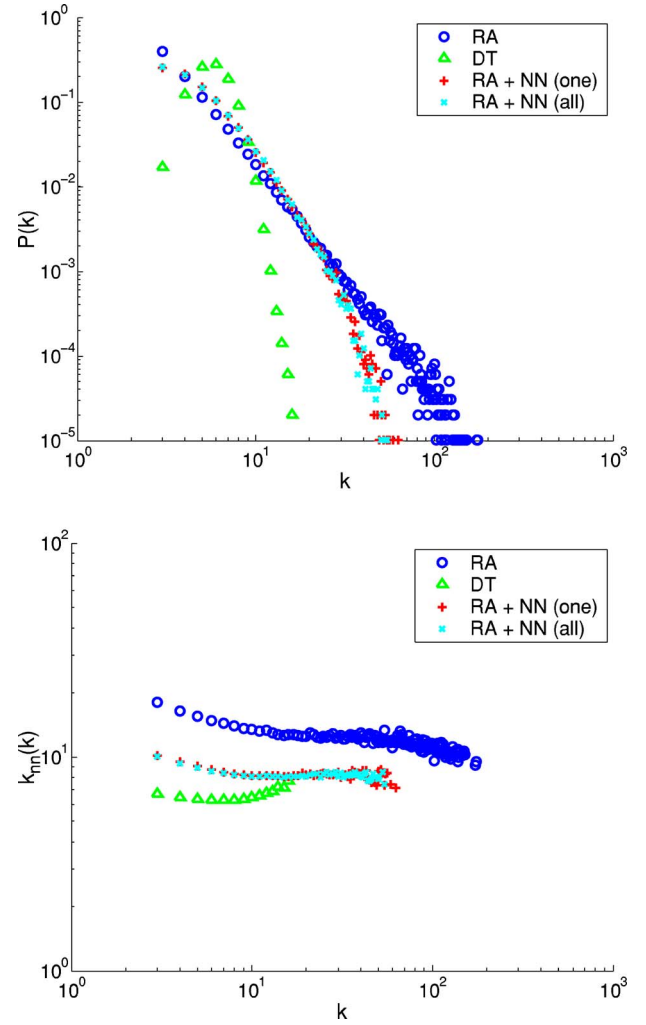 10^0
10^-1
10^-2
10^-3
10^-4
10^-5
P(k)
RA
DT
RA + NN (one)
RA + NN (all)
10^0
10^1
10^2
10^3
k
10^2
10^1
10^0
k_nn(k)
RA
DT
RA + NN (one)
RA + NN (all)
10^0
10^1
10^2
10^3
k